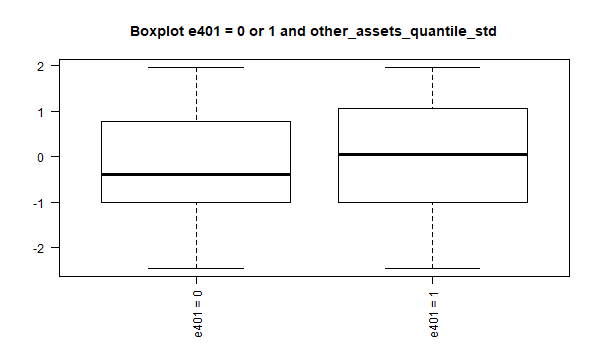 Boxplot e401 = 0 or 1 and other_assets_quantile_std
2
1
0
-1
-2
e401 = 0
e401 = 1